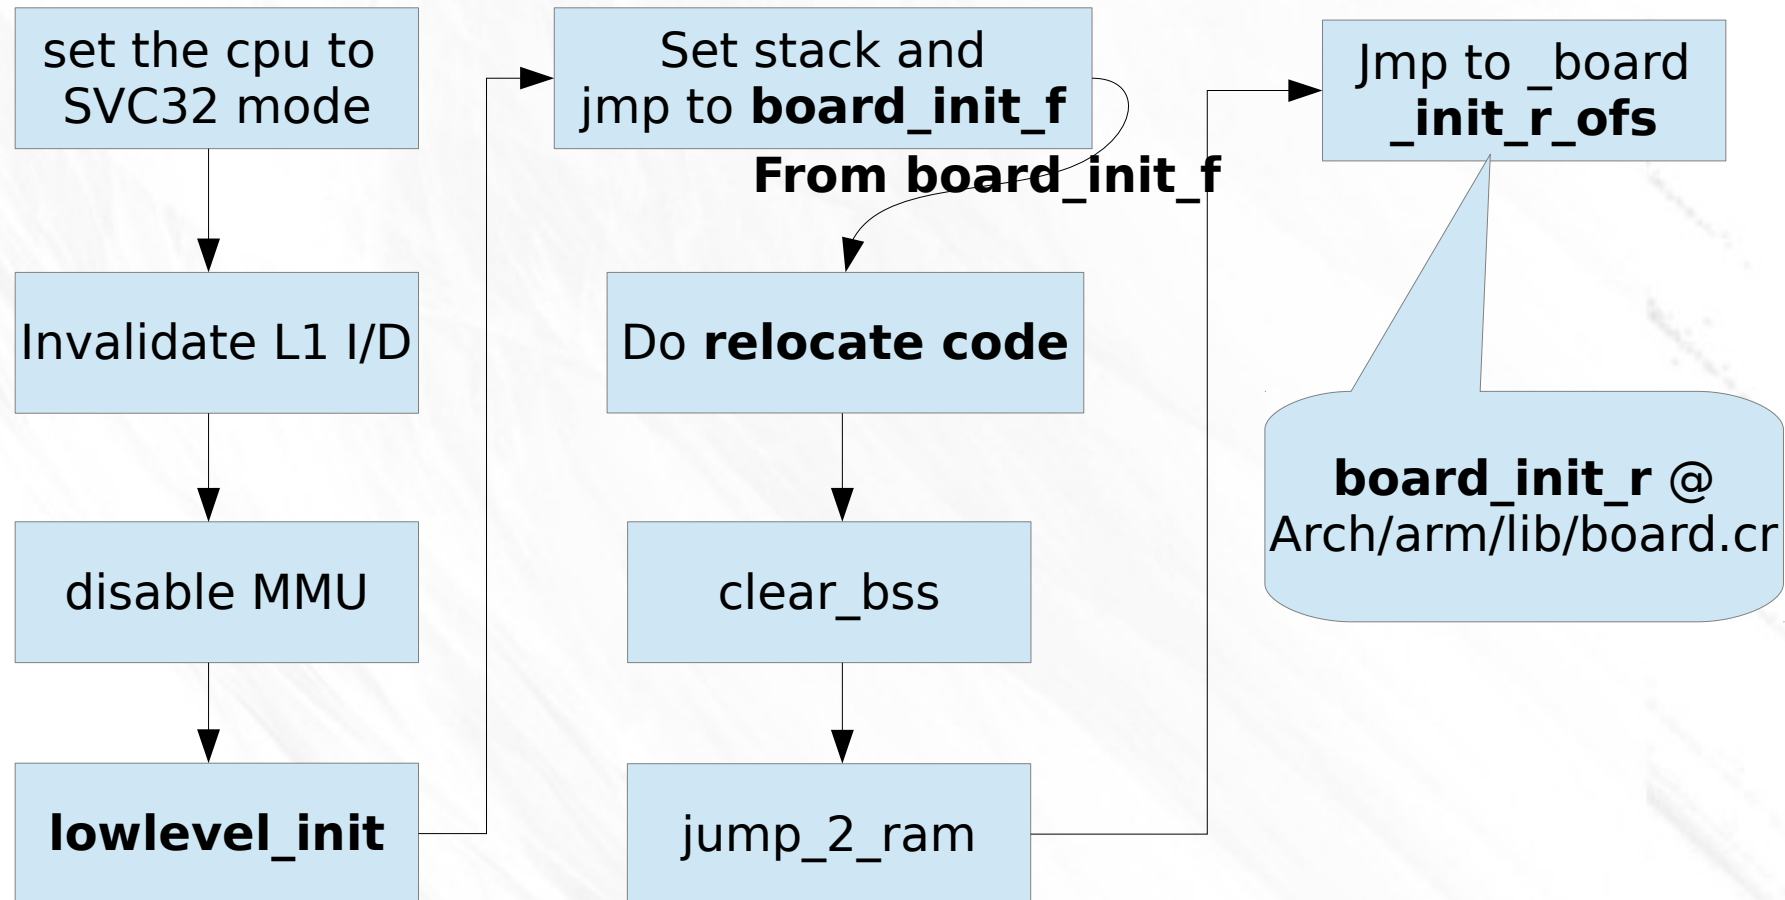 set the cpu to
SVC32 mode
Invalidate L1 I/D
disable MMU
lowlevel_init
Set stack and
jmp to board_init_f
From board_init_f
Do relocate code
clear_bss
jump_2_ram
Jmp to _board
_init_r_ofs
board_init_r @
Arch/arm/lib/board.cr